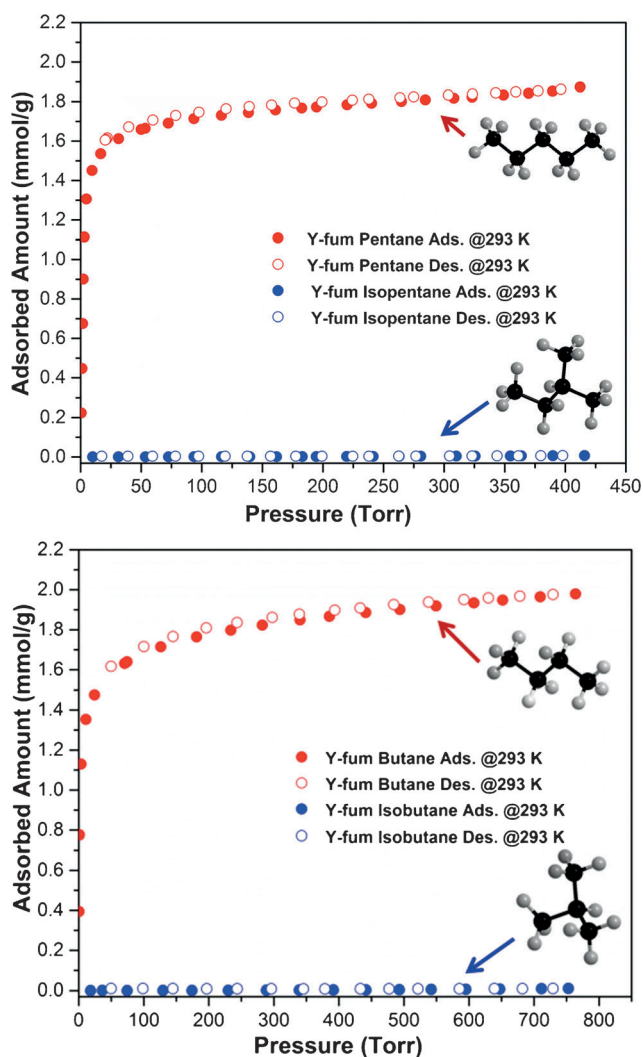 2.2
2.0
1.8
1.6
1.4
1.2
1.0
0.8
0.6
0.4
0.2
0.0
Adsorbed Amount (mmol/g)
Y-fum Pentane Ads. @293 K
Y-fum Pentane Des. @293 K
Y-fum Isopentane Ads. @293 K
Y-fum Isopentane Des. @293 K
0 50 100 150 200 250 300 350 400 450
Pressure (Torr)
2.2
2.0
1.8
1.6
1.4
1.2
1.0
0.8
0.6
0.4
0.2
0.0
Adsorbed Amount (mmol/g)
Y-fum Butane Ads. @293 K
Y-fum Butane Des. @293 K
Y-fum Isobutane Ads. @293 K
Y-fum Isobutane Des. @293 K
0 100 200 300 400 500 600 700 800
Pressure (Torr)